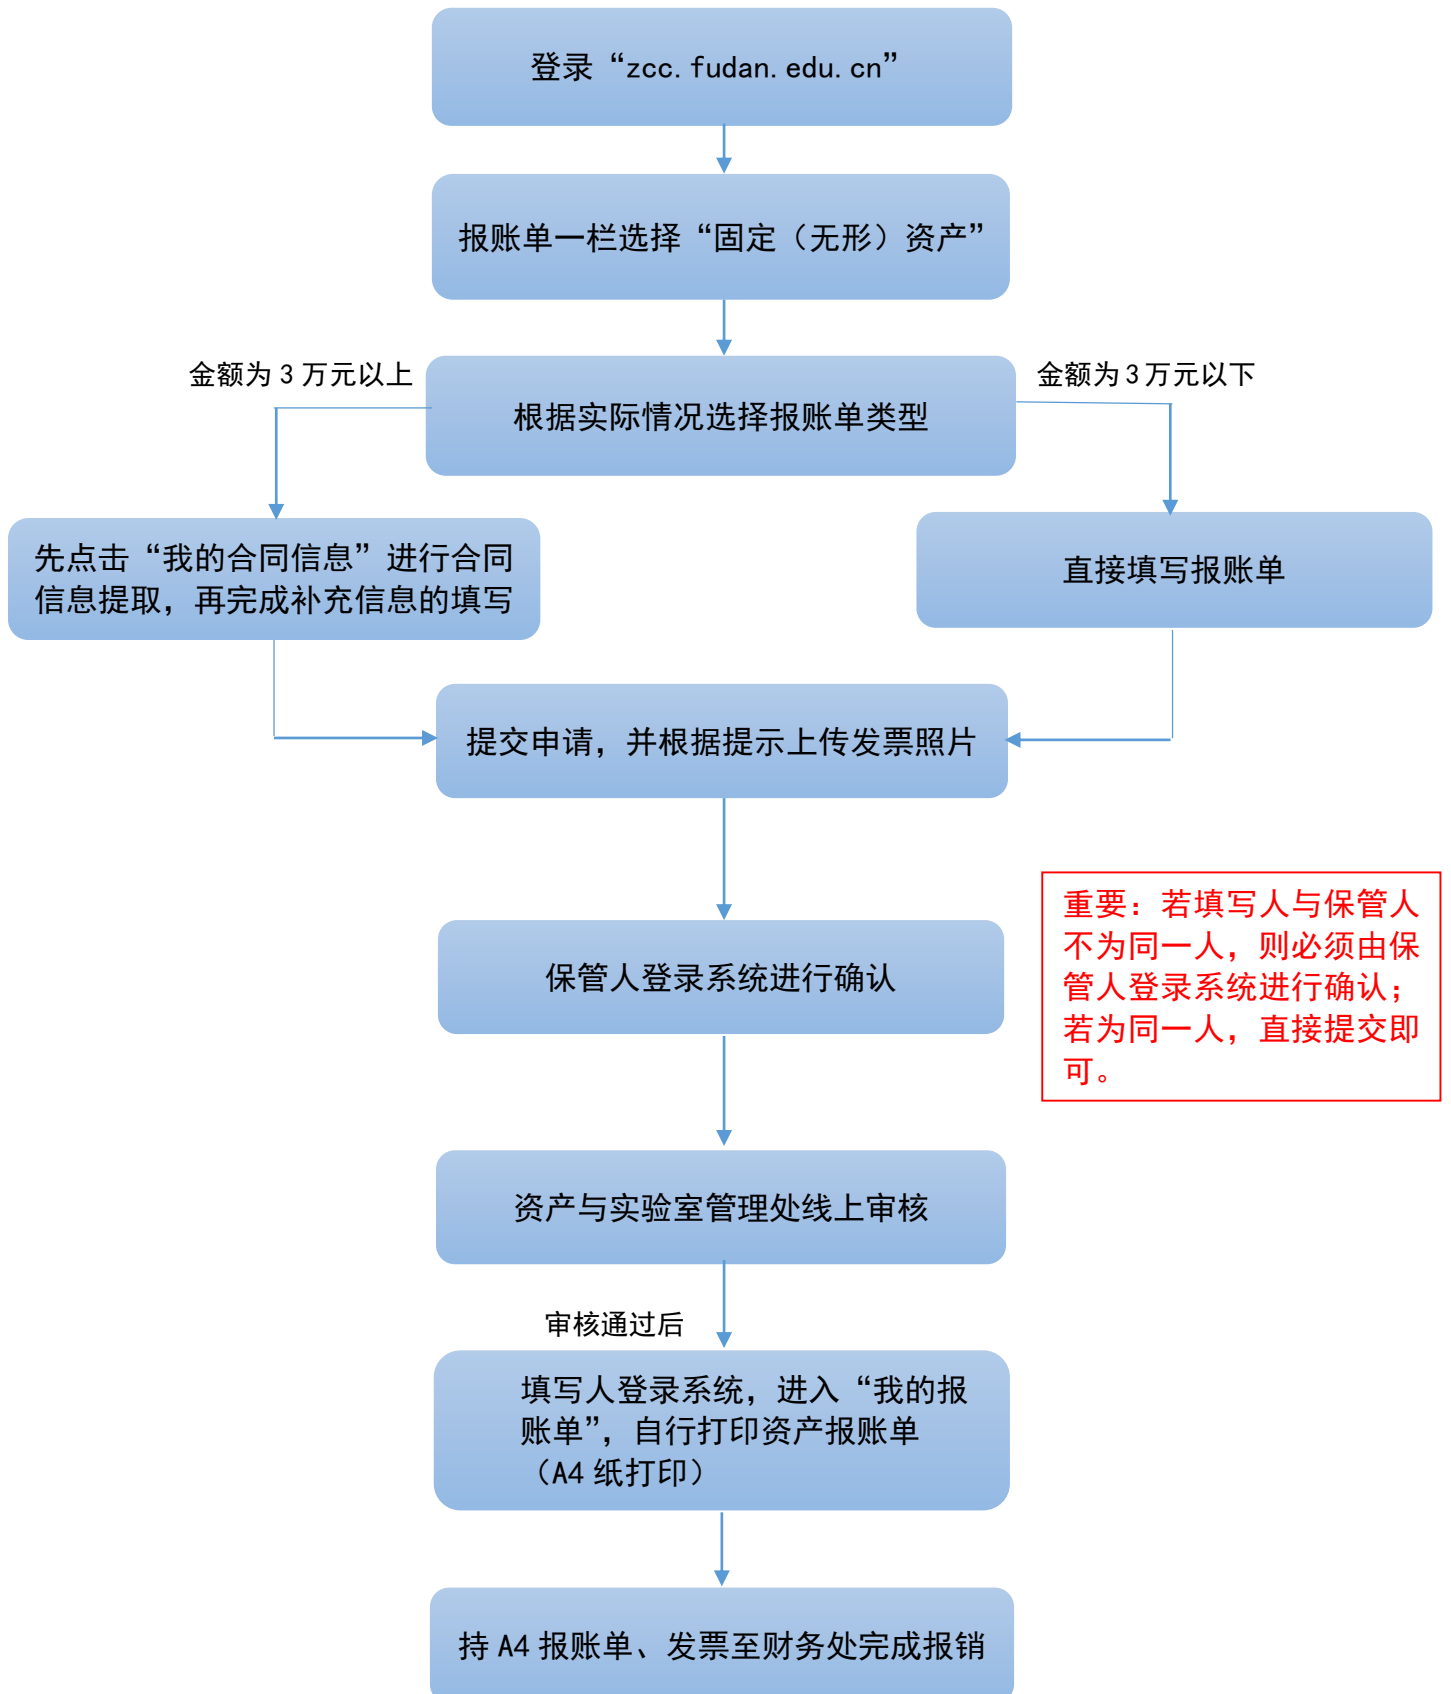 登录“zcc.fudan.edu.cn”
报账单一栏选择“固定（无形）资产”
金额为3万元以上
金额为3万元以下
根据实际情况选择报账单类型
先点击“我的合同信息”进行合同
信息提取，再完成补充信息的填写
直接填写报账单
提交申请，并根据提示上传发票照片
重要：若填写人与保管人
不为同一人，则必须由保
管人登录系统进行确认；
若为同一人，直接提交即
可。
保管人登录系统进行确认
资产与实验室管理处线上审核
审核通过后
填写人登录系统，进入“我的报
账单”，自行打印资产报账单
（A4 纸打印）
持 A4 报账单、发票至财务处完成报销